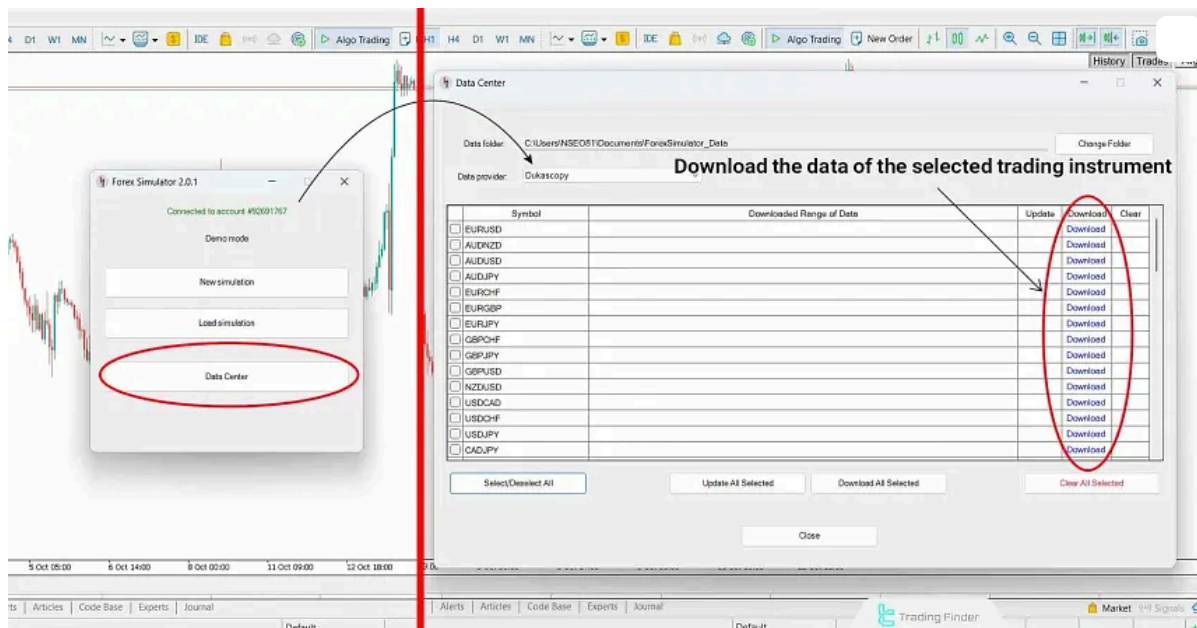 D1 W1 MN IDE Algo Trading
H1 H4 D1 W1 MN IDE Algo Trading New Order
History Trades
Forex Simulator 2.0.1
Connected to account #92691767
Demo mode
New simulation
Load simulation
Data Center
5 Oct 05:00 6 Oct 14:00 8 Oct 00:00 11 Oct 09:00 12 Oct 18:00
Articles Code Base Experts Journal
Default
Data Center
Data folder: C:\Users\NSEO81\Documents\ForexSimulator_Data Change Folder
Download the data of the selected trading instrument
Data provider: Dukascopy
Symbol Downloaded Range of Data Update Download Clear
EURUSD Download
AUDNZD Download
AUDUSD Download
AUDJPY Download
EURCHF Download
EURGBP Download
EURJPY Download
GBPCHF Download
GBPJPY Download
GBPUSD Download
NZDUSD Download
USDCAD Download
USDCHF Download
USDJPY Download
CADJPY Download
Select/Deselect All Update All Selected Download All Selected Clear All Selected
Close
Alerts Articles Code Base Experts Journal Market Signals
Default
Trading Finder